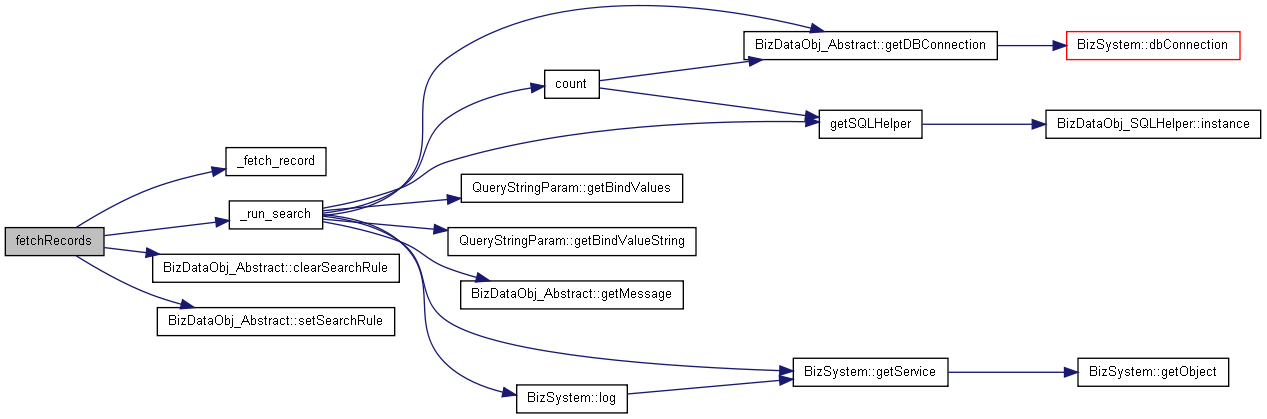 BizDataObj_Abstract::getDBConnection
BizSystem::dbConnection
count
getSQLHelper
BizDataObj_SQLHelper::instance
_fetch_record
QueryStringParam::getBindValues
_run_search
fetchRecords
QueryStringParam::getBindValueString
BizDataObj_Abstract::clearSearchRule
BizDataObj_Abstract::getMessage
BizDataObj_Abstract::setSearchRule
BizSystem::getService
BizSystem::getObject
BizSystem::log